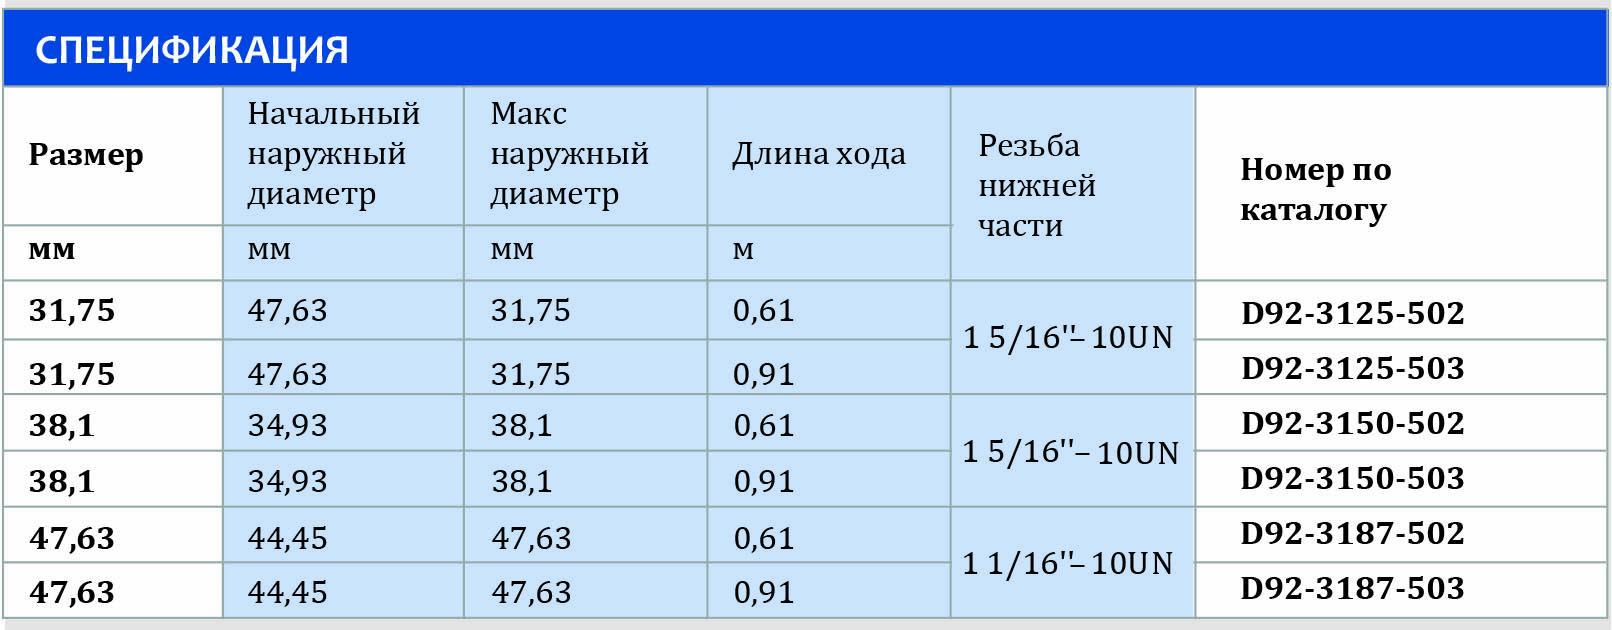 СПЕЦИФИКАЦИЯ
Размер
Начальный
наружный
диаметр
Макс
наружный
диаметр
Длина хода
Резьба
нижней
части
Номер по
каталогу
мм мм мм м
31,75 47,63 31,75 0,61 1 5/16"–10UN D92-3125-502
31,75 47,63 31,75 0,91 D92-3125-503
38,1 34,93 38,1 0,61 1 5/16"–10UN D92-3150-502
38,1 34,93 38,1 0,91 D92-3150-503
47,63 44,45 47,63 0,61 1 1/16"–10UN D92-3187-502
47,63 44,45 47,63 0,91 D92-3187-503